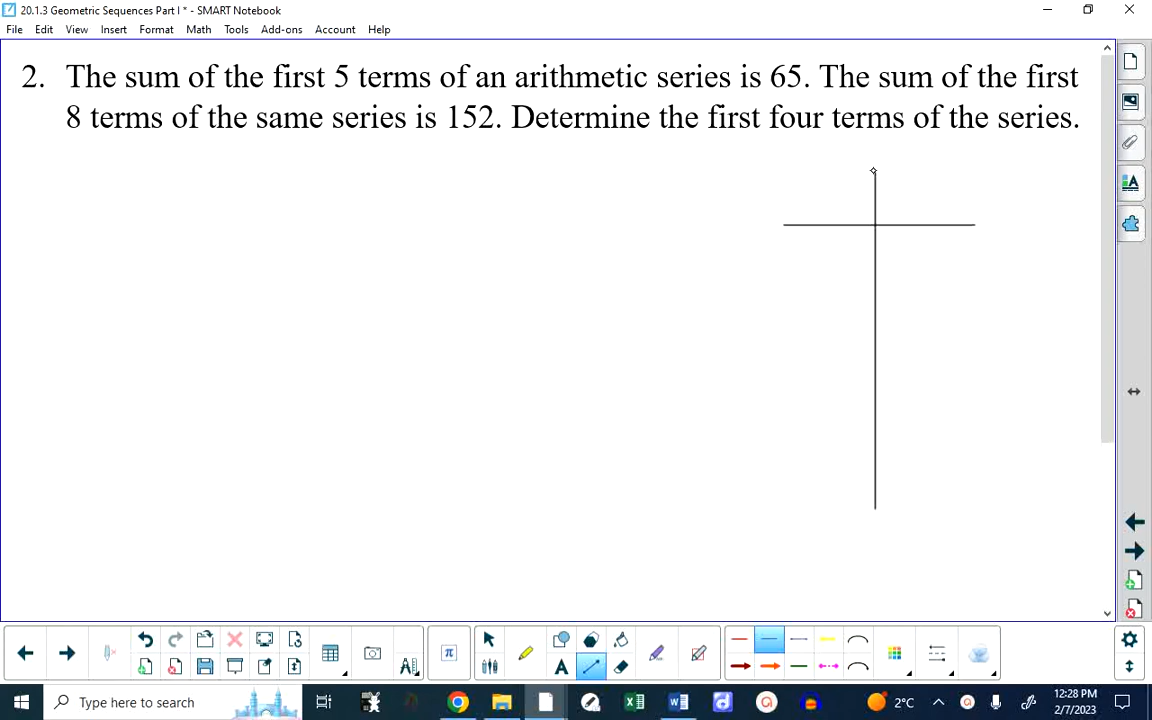 20.1.3 Geometric Sequences Part I * - SMART Notebook
File Edit View Insert Format Math Tools Add-ons Account Help
2. The sum of the first 5 terms of an arithmetic series is 65. The sum of the first
8 terms of the same series is 152. Determine the first four terms of the series.
Type here to search
2°C
12:28 PM
2/7/2023